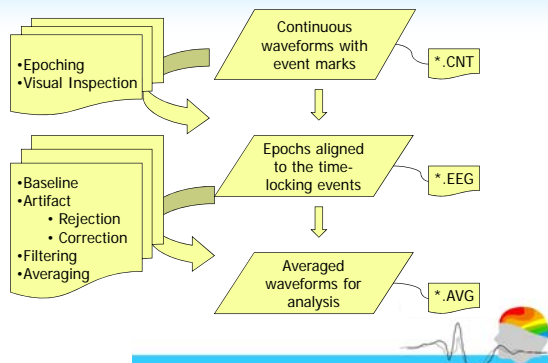 Continuous
waveforms with
event marks
*.CNT
•Epoching
•Visual Inspection
Epochs aligned
to the time-
locking events
*.EEG
•Baseline
•Artifact
• Rejection
• Correction
•Filtering
•Averaging
Averaged
waveforms for
analysis
*.AVG